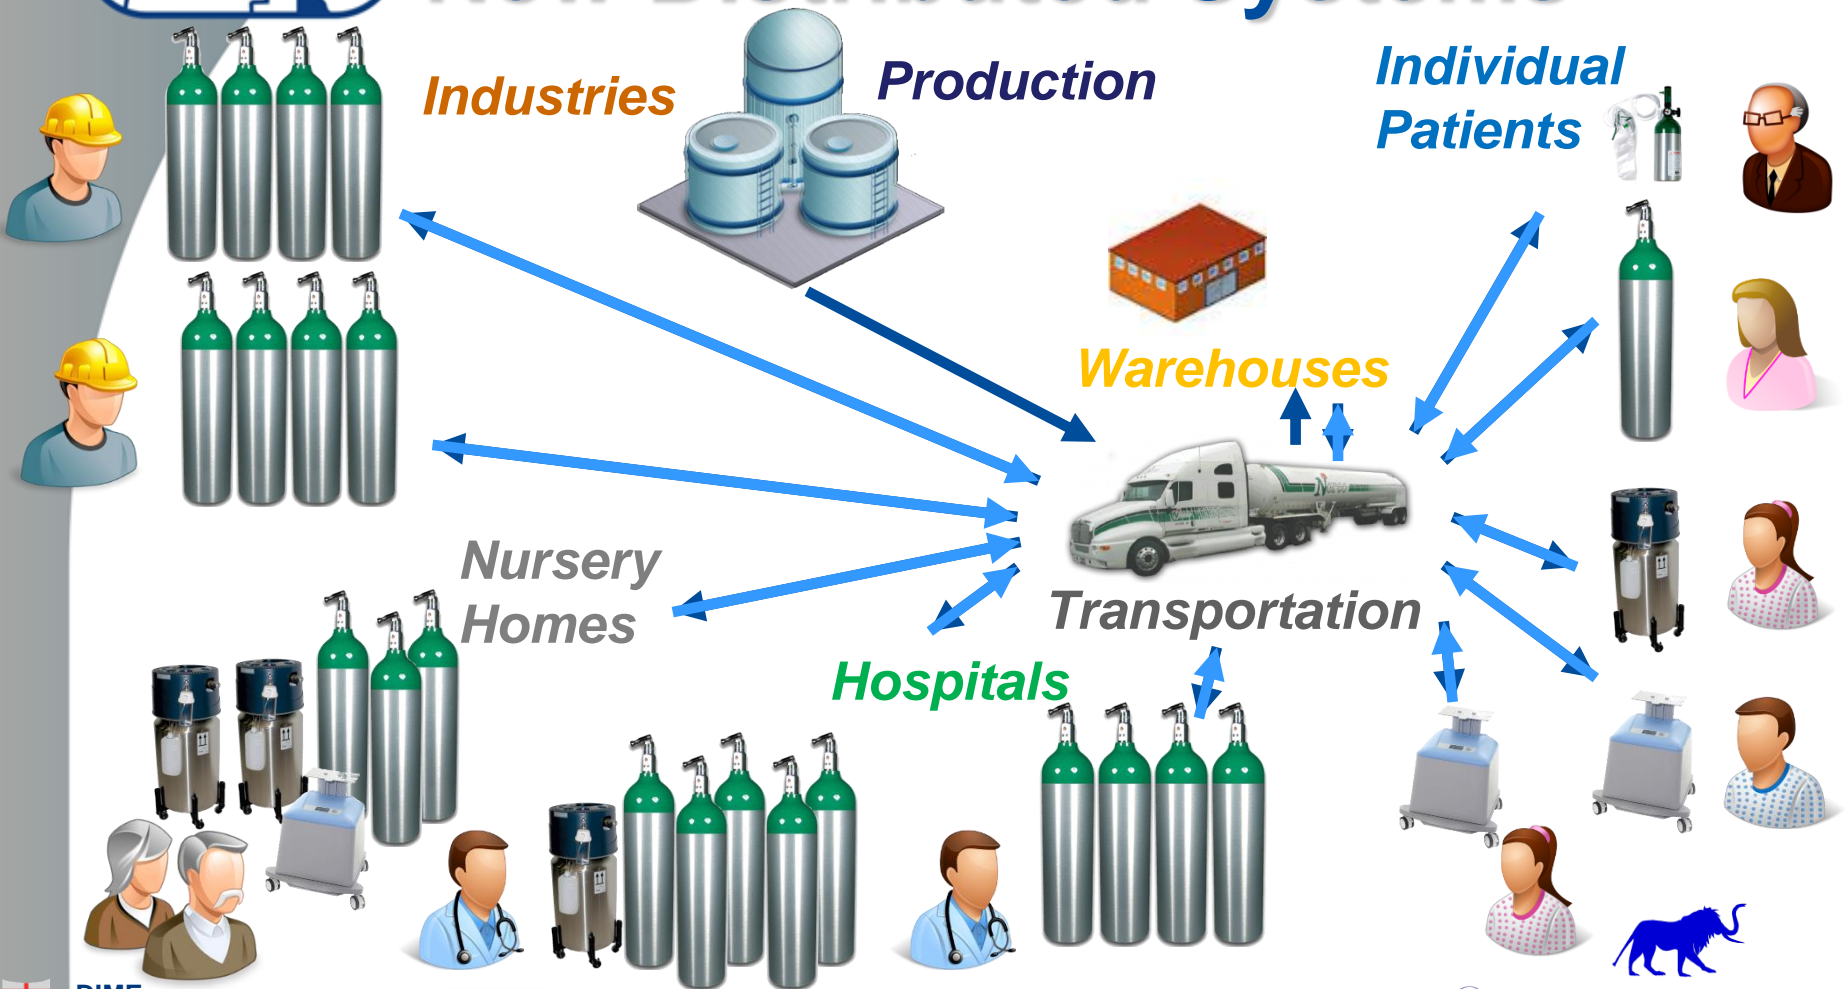 Industries
Production
Individual
Patients
Warehouses
Nursery
Homes
Transportation
Hospitals